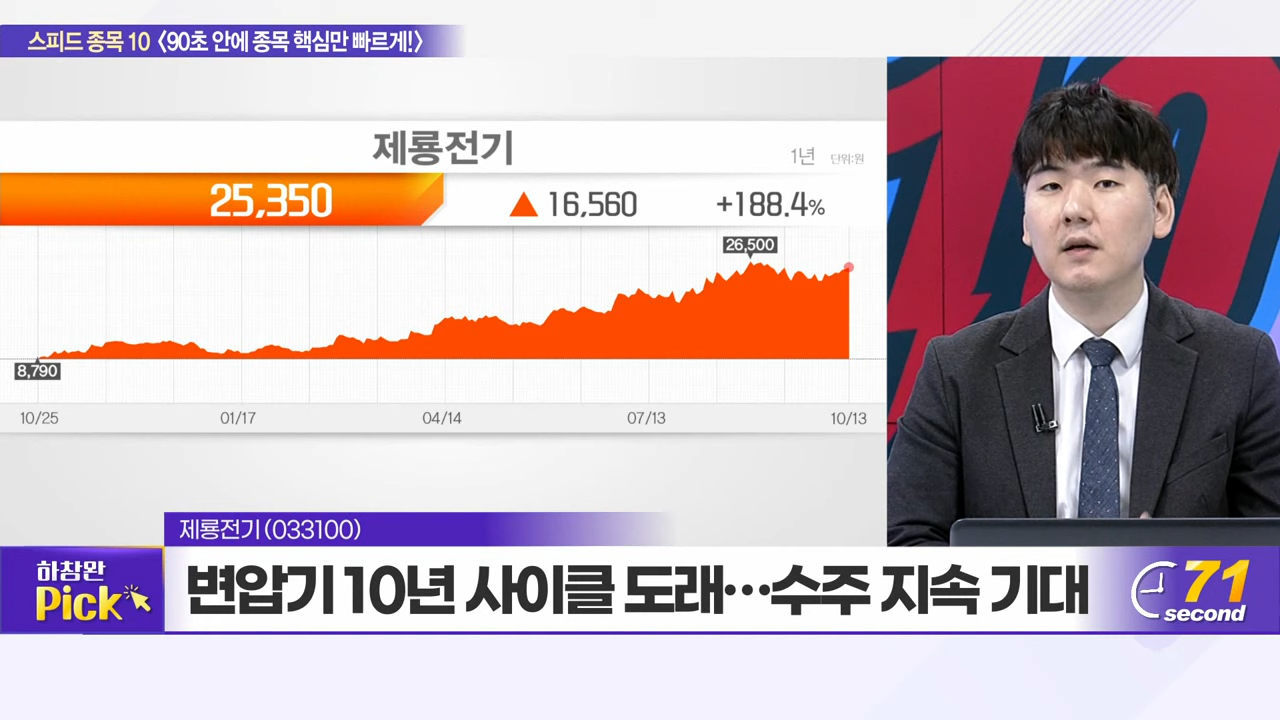 스피드 종목 10 〈90초 안에 종목 핵심만 빠르게!〉
제룡전기
1년 단위:원
25,350 ▲ 16,560 +188.4%
26,500
8,790
10/25 01/17 04/14 07/13 10/13
제룡전기(033100)
하창완
Pick
변압기 10년 사이클 도래…수주 지속 기대
71
second